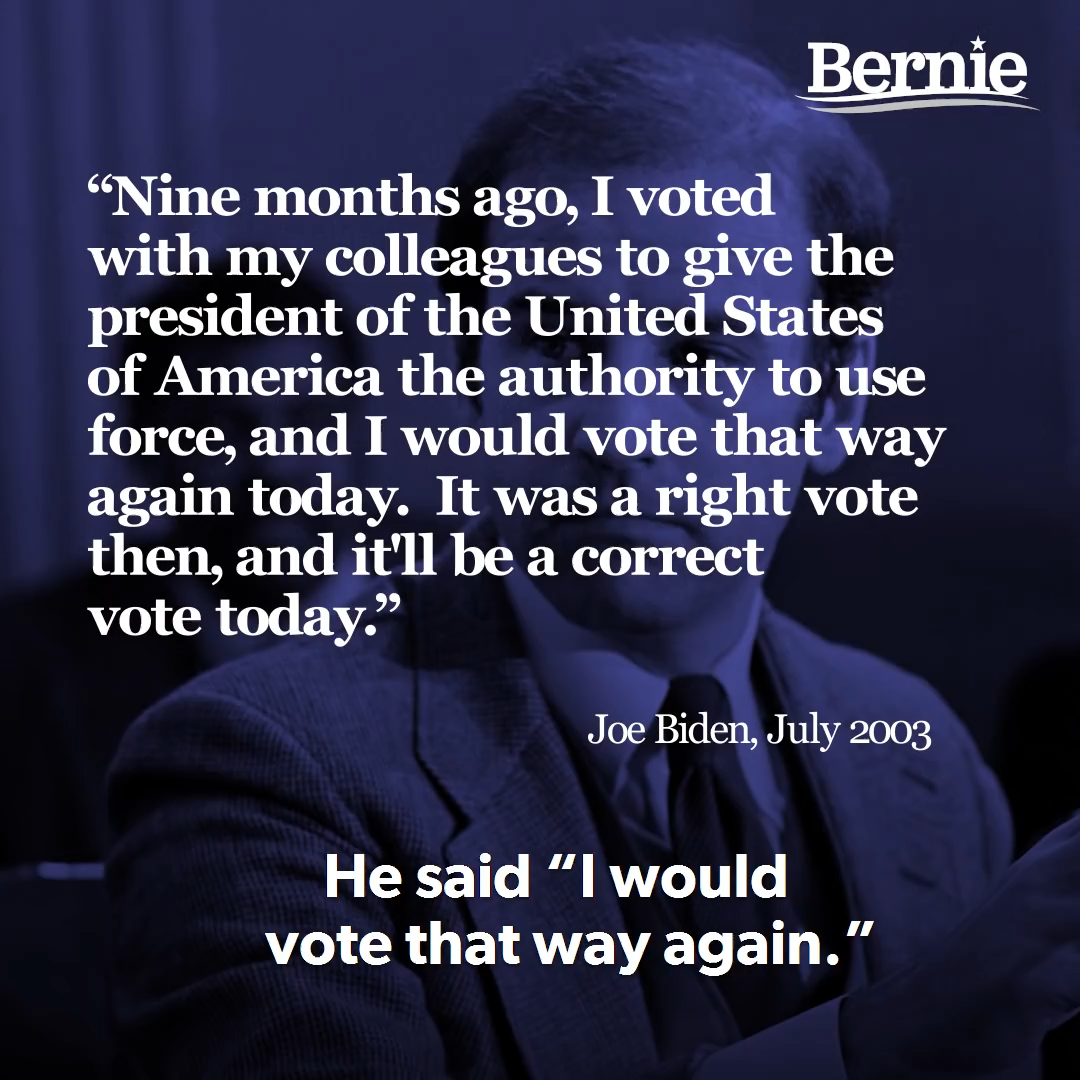 Bernie
“Nine months ago, I voted
with my colleagues to give the
president of the United States
of America the authority to use
force, and I would vote that way
again today.  It was a right vote
then, and it'll be a correct
vote today.”
Joe Biden, July 2003
He said “I would
vote that way again.”